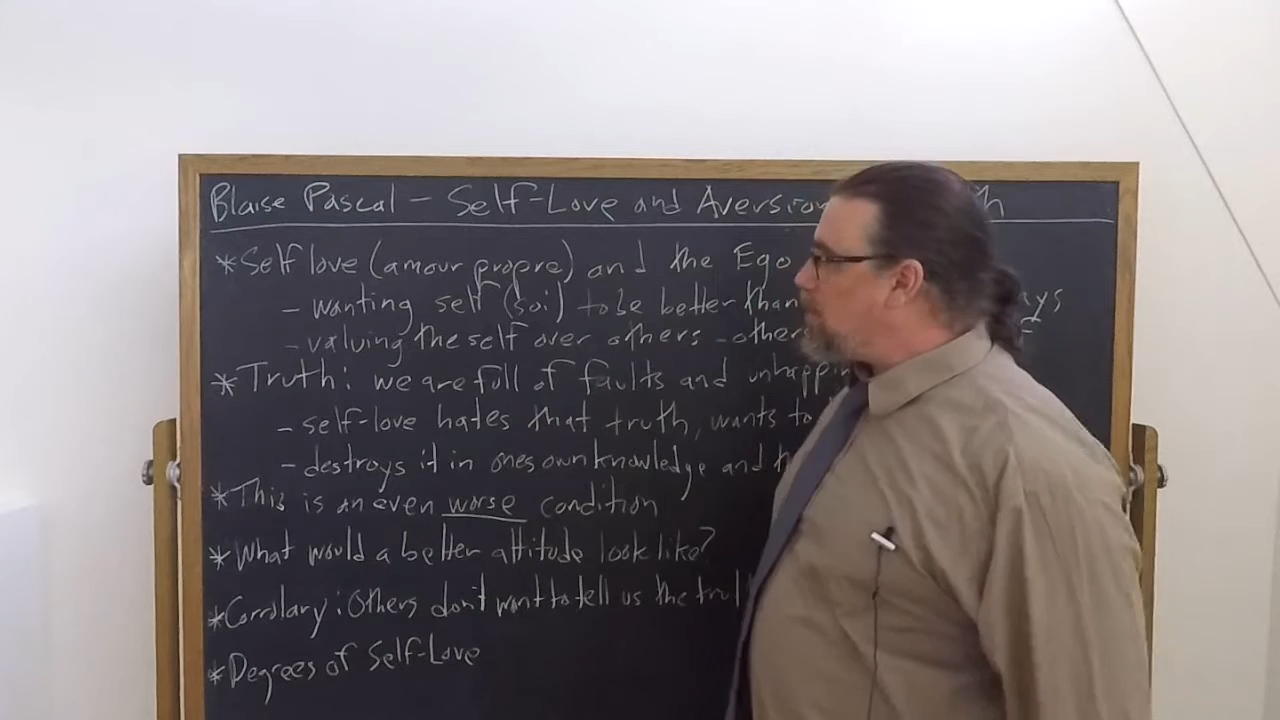 Blaise Pascal - Self-Love and Aversion
*Self love (amour propre) and the Ego
- wanting self (soi) to be better than
- valuing the self over others - others
*Truth: we are full of faults and
- self-love hates that truth, wants to
- destroys it in ones own knowledge and
*This is an even worse condition
*What would a better attitude look like?
*Corrolary: Others don't want to tell us the
*Degrees of Self-Love